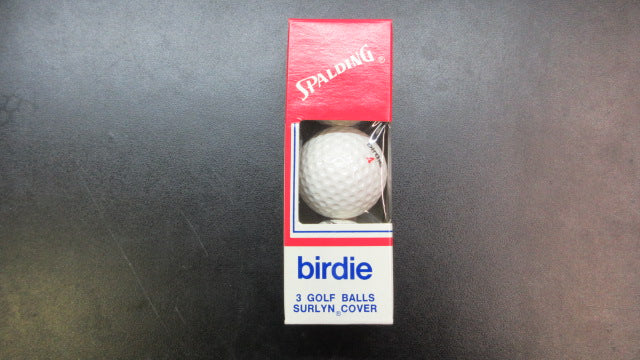 SPALDING®
birdie
3 GOLF BALLS
SURLYN® COVER